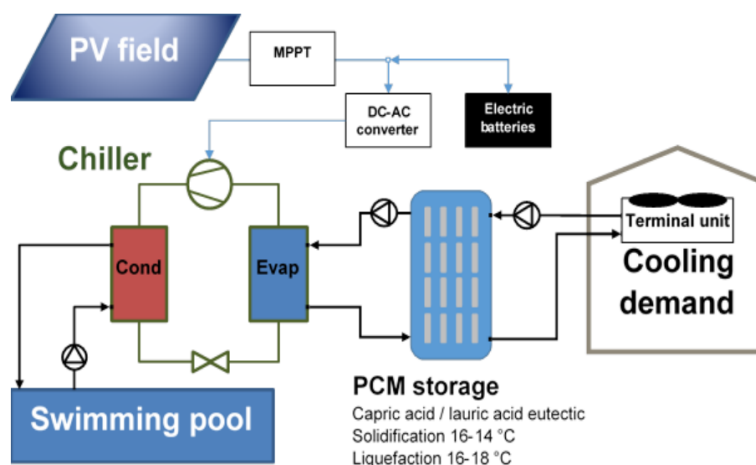 PV field
MPPT
DC-AC
converter
Electric
batteries
Chiller
Cond
Evap
Terminal unit
Cooling
demand
Swimming pool
PCM storage
Capric acid / lauric acid eutectic
Solidification 16-14 °C
Liquefaction 16-18 °C